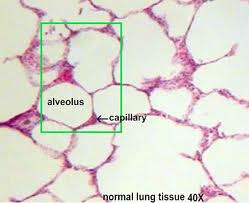 alveolus
capillary
normal lung tissue 40X